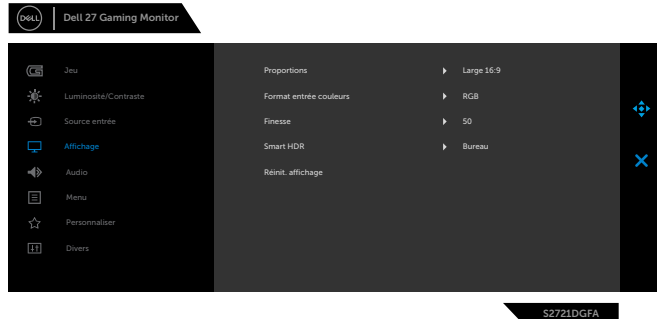 DELL
Dell 27 Gaming Monitor
Jeu
Proportions
Large 16:9
Luminosité/Contraste
Format entrée couleurs
RGB
Source entrée
Finesse
50
Affichage
Smart HDR
Bureau
Audio
Réinit. affichage
Menu
Personnaliser
Divers
S2721DGFA